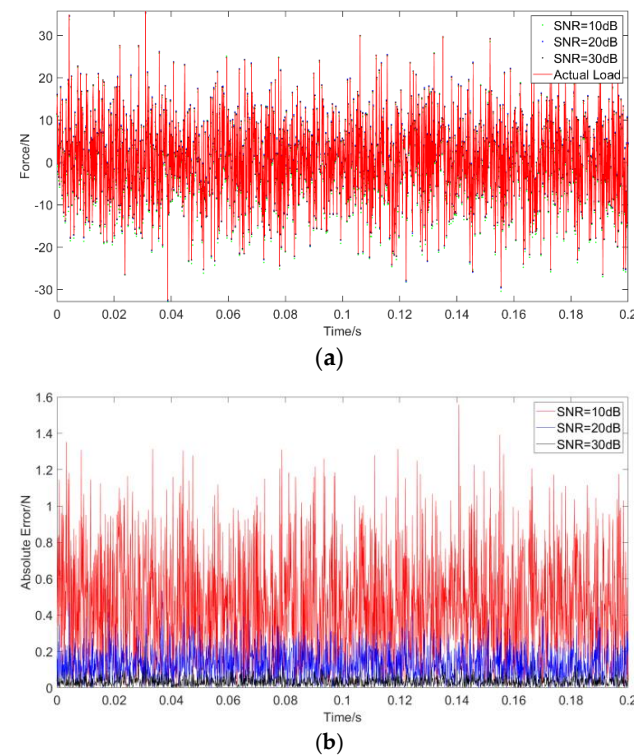 SNR=10dB
SNR=20dB
SNR=30dB
Actual Load
30
20
10
0
-10
-20
-30
Force/N
0 0.02 0.04 0.06 0.08 0.1 0.12 0.14 0.16 0.18 0.2
Time/s
(a)
SNR=10dB
SNR=20dB
SNR=30dB
1.6
1.4
1.2
1
0.8
0.6
0.4
0.2
0
Absolute Error/N
0 0.02 0.04 0.06 0.08 0.1 0.12 0.14 0.16 0.18 0.2
Time/s
(b)